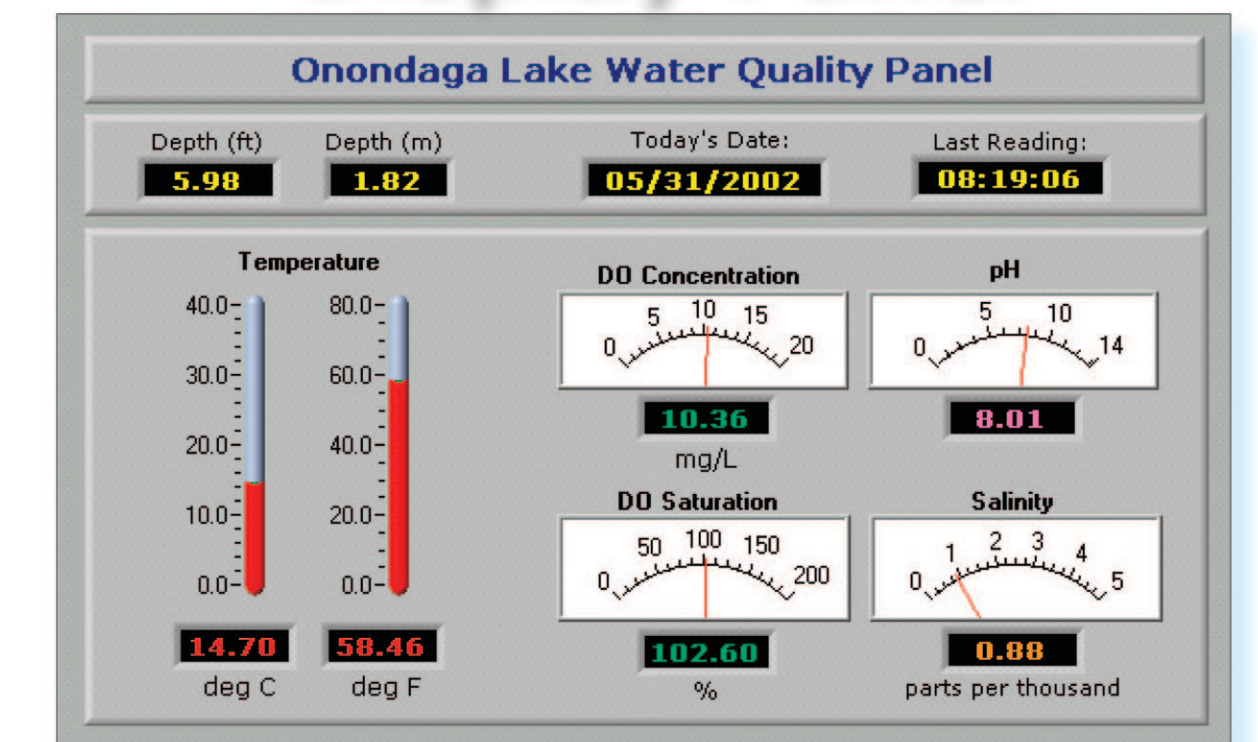 Onondaga Lake Water Quality Panel
Depth (ft) Depth (m) Today's Date: Last Reading:
5.98 1.82 05/31/2002 08:19:06
Temperature
40.0 80.0
30.0 60.0
20.0 40.0
10.0 20.0
0.0 0.0
14.70 58.46
deg C deg F
DO Concentration
0 5 10 15 20
10.36
mg/L
pH
0 5 10 14
8.01
DO Saturation
0 50 100 150 200
102.60
%
Salinity
0 1 2 3 4 5
0.88
parts per thousand